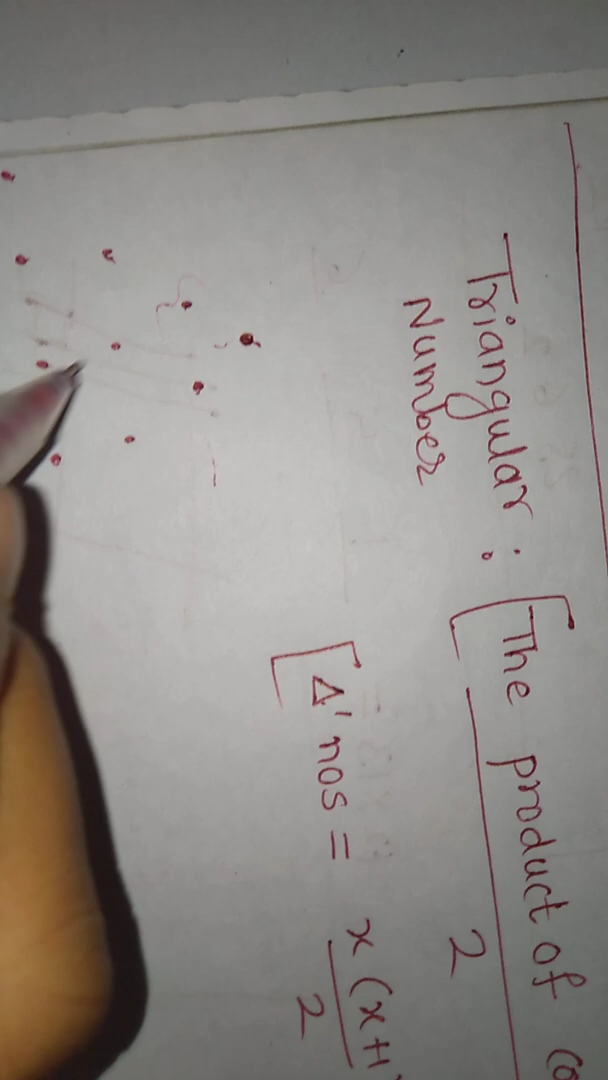 Triangular : [The product of
Number
2
[Δ' nos = x(x+1
2